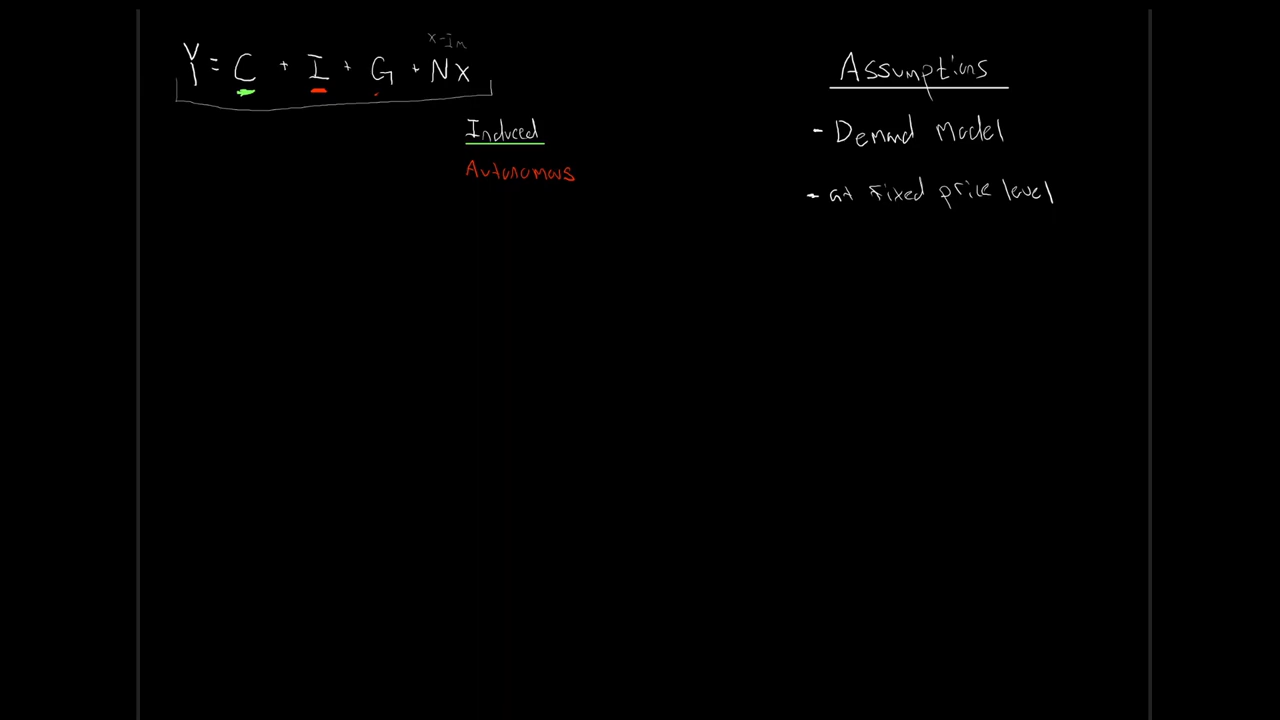 X-Im
Y = C + I + G + Nx
Induced
Autonomous
Assumptions
- Demand Model
- at fixed price level